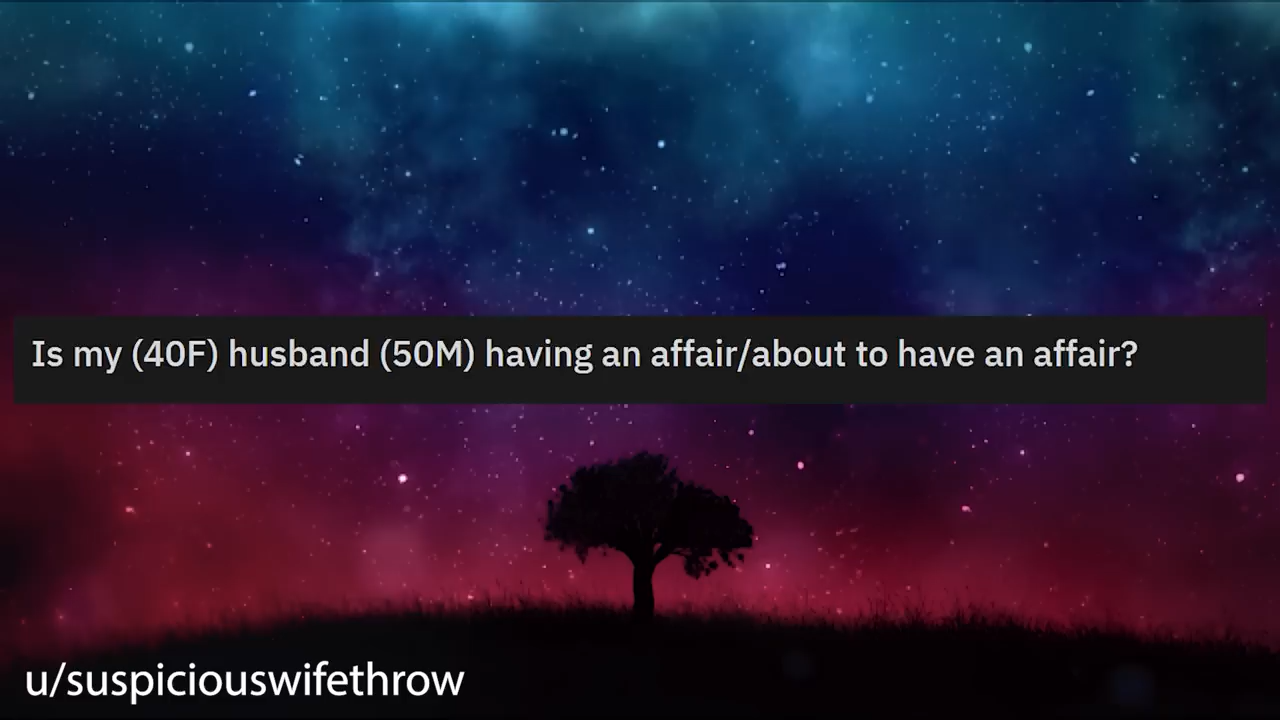 Is my (40F) husband (50M) having an affair/about to have an affair?
u/suspiciouswifethrow